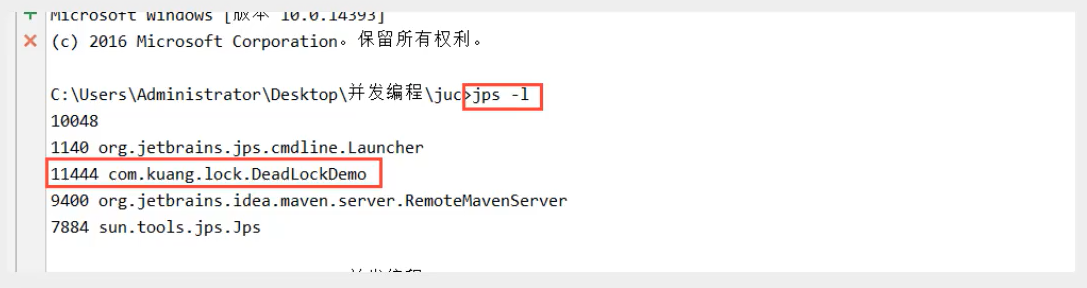 Microsoft Windows [版本 10.0.14393]
(c) 2016 Microsoft Corporation。保留所有权利。
C:\Users\Administrator\Desktop\并发编程\juc>jps -l
10048
1140 org.jetbrains.jps.cmdline.Launcher
11444 com.kuang.lock.DeadLockDemo
9400 org.jetbrains.idea.maven.server.RemoteMavenServer
7884 sun.tools.jps.Jps